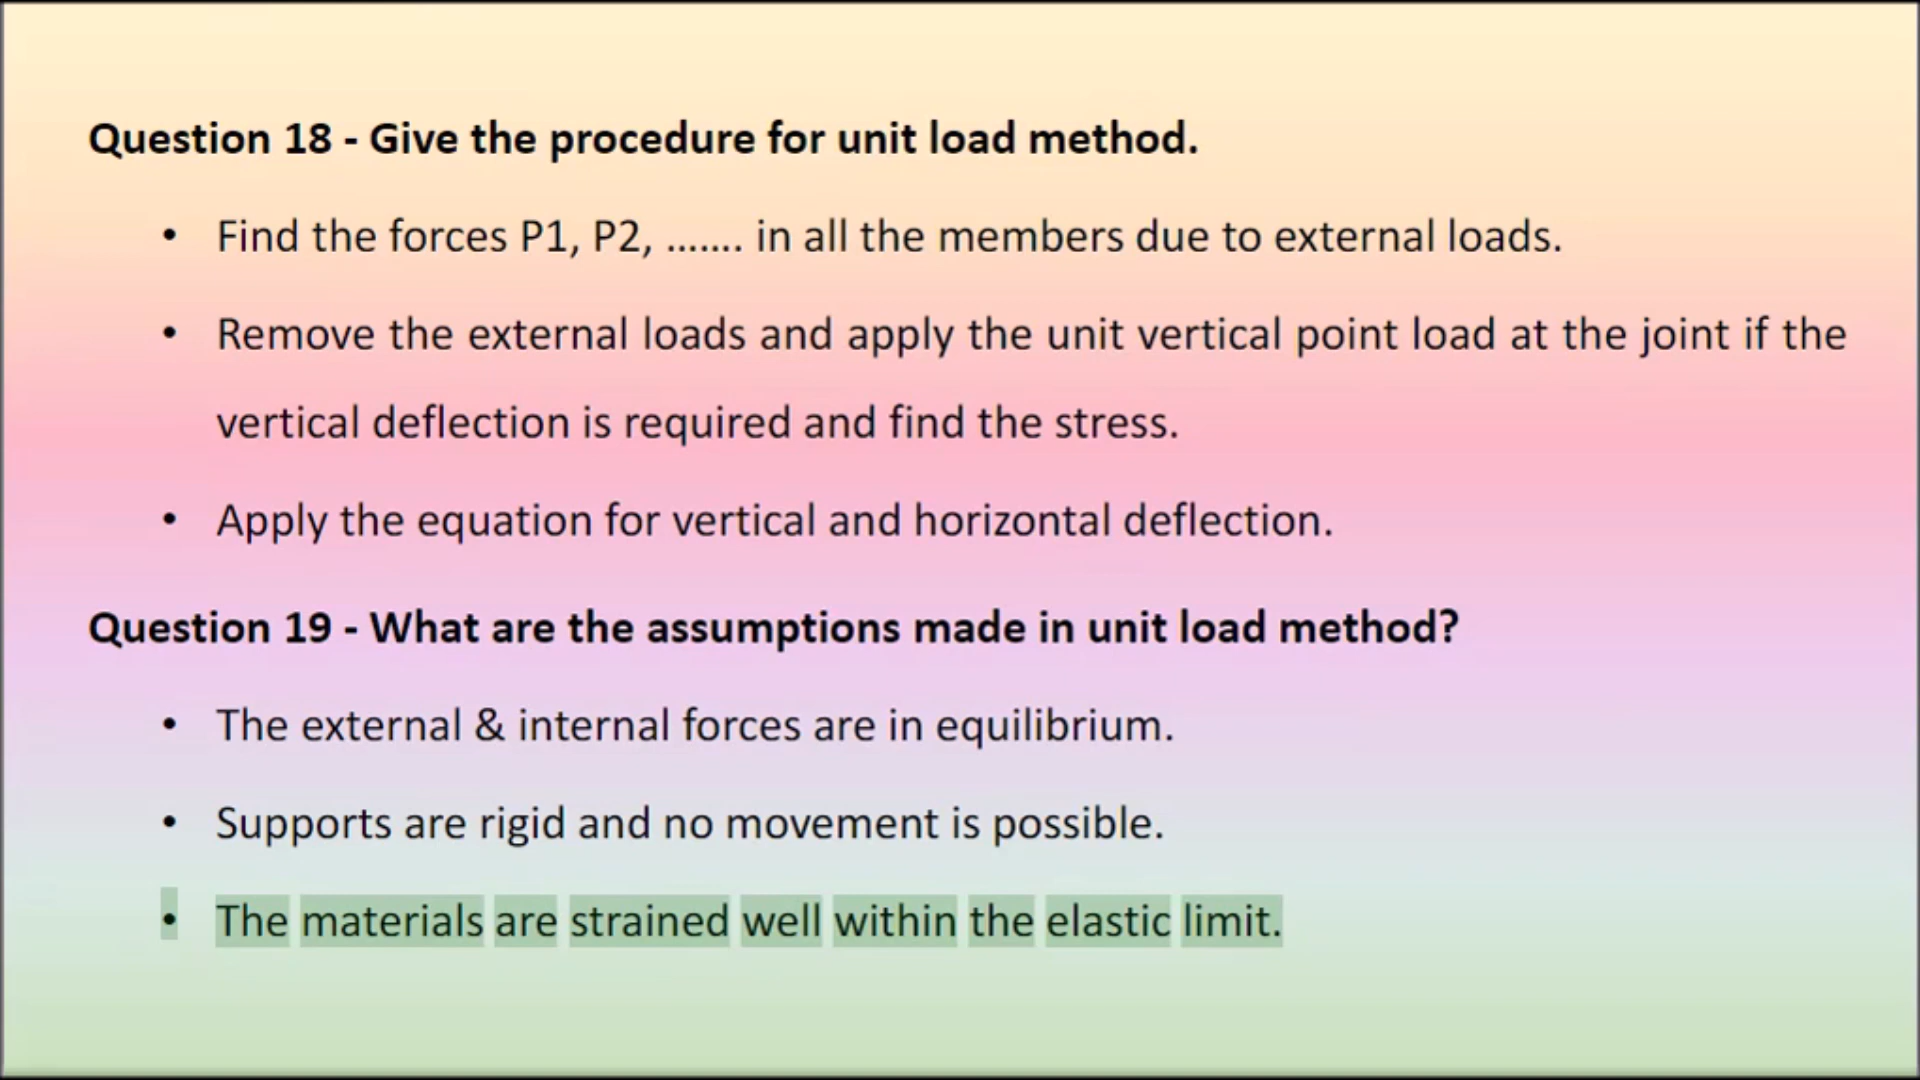 Question 18 - Give the procedure for unit load method.
• Find the forces P1, P2, ....... in all the members due to external loads.
• Remove the external loads and apply the unit vertical point load at the joint if the
vertical deflection is required and find the stress.
• Apply the equation for vertical and horizontal deflection.
Question 19 - What are the assumptions made in unit load method?
• The external & internal forces are in equilibrium.
• Supports are rigid and no movement is possible.
• The materials are strained well within the elastic limit.